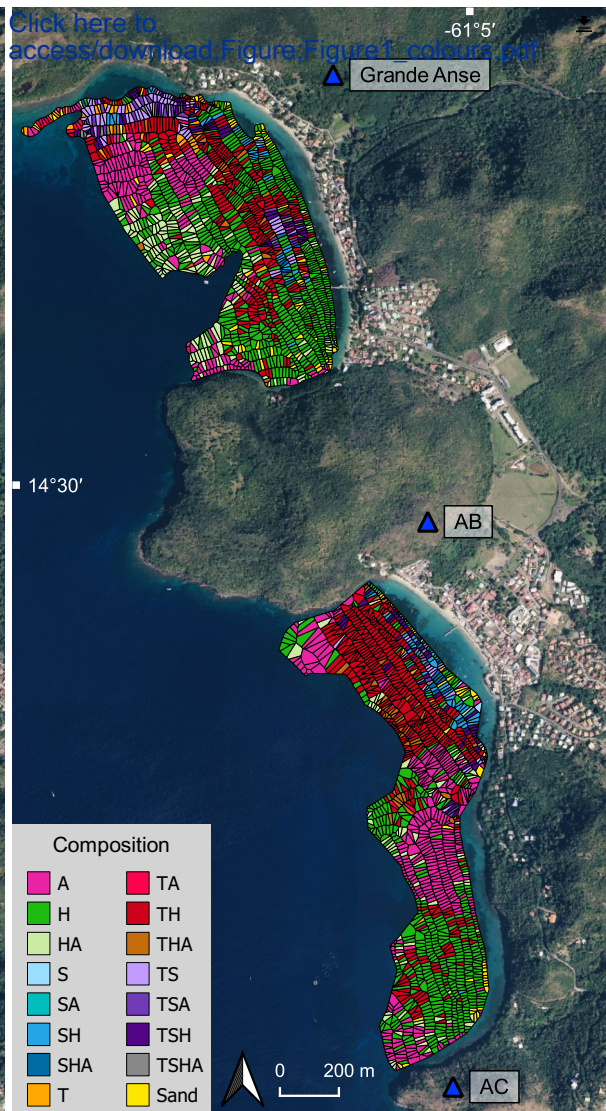 Click here to
access/download;Figure;Figure1_colours.pdf
-61°5′
Grande Anse
14°30′
AB
Composition
A
TA
H
TH
HA
THA
S
TS
SA
TSA
SH
TSH
SHA
TSHA
T
Sand
0
200 m
AC